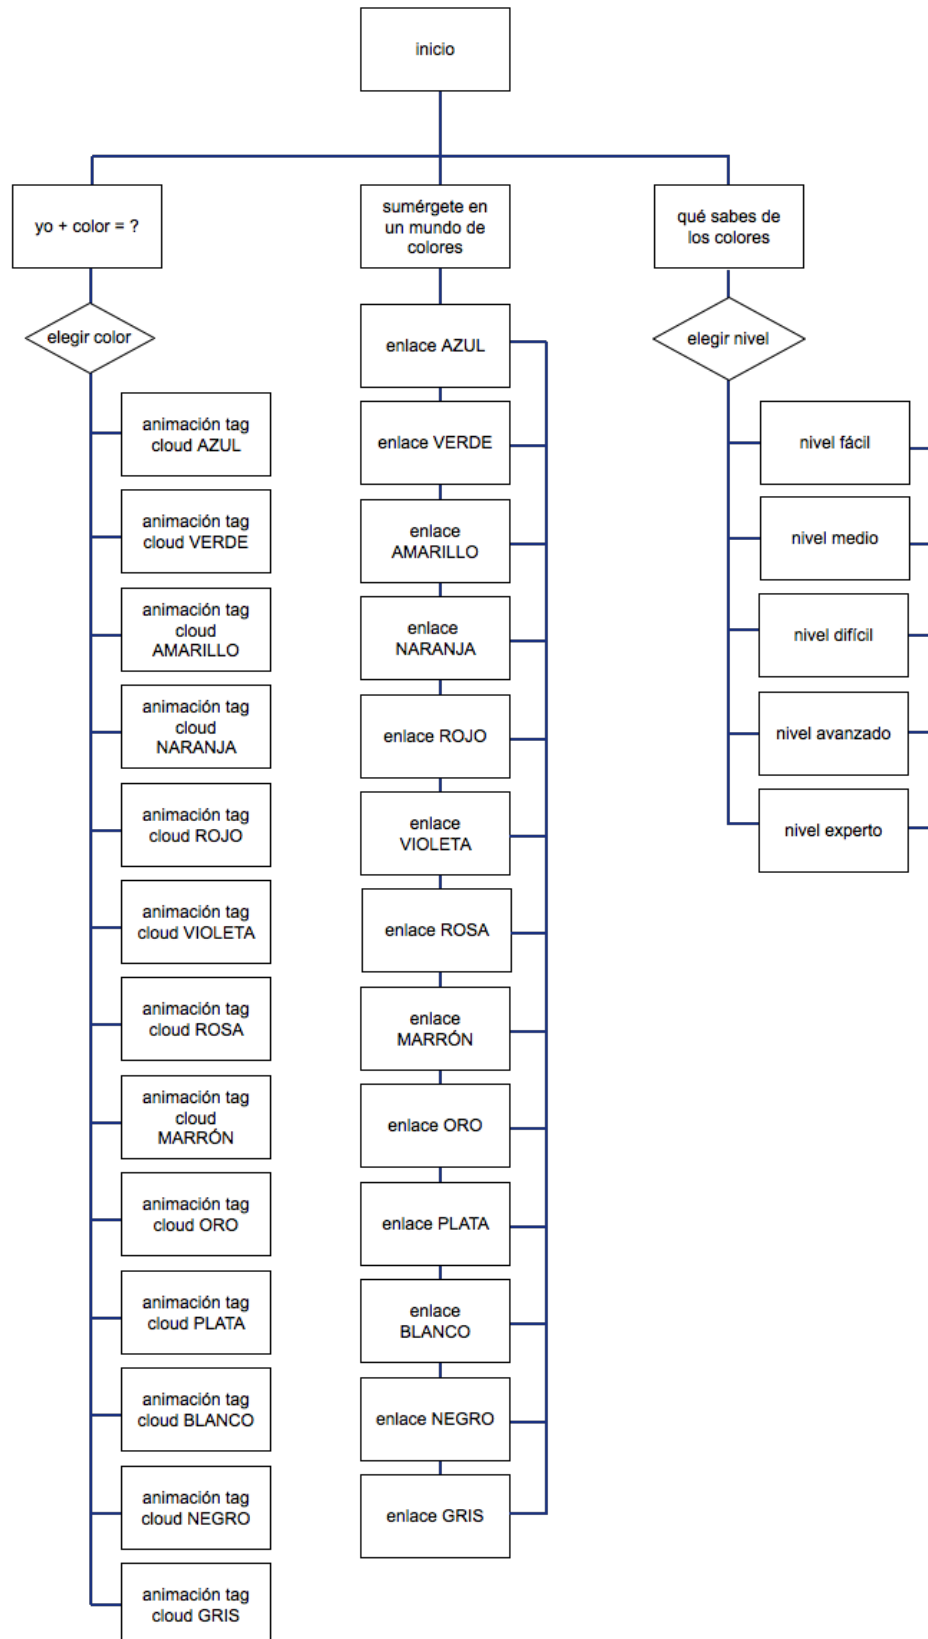 inicio
yo + color = ?
sumérgete en
un mundo de
colores
qué sabes de
los colores
elegir color
elegir nivel
animación tag
cloud AZUL
animación tag
cloud VERDE
animación tag
cloud
AMARILLO
animación tag
cloud
NARANJA
animación tag
cloud ROJO
animación tag
cloud VIOLETA
animación tag
cloud ROSA
animación tag
cloud
MARRÓN
animación tag
cloud ORO
animación tag
cloud PLATA
animación tag
cloud BLANCO
animación tag
cloud NEGRO
animación tag
cloud GRIS
enlace AZUL
enlace VERDE
enlace
AMARILLO
enlace
NARANJA
enlace ROJO
enlace
VIOLETA
enlace ROSA
enlace
MARRÓN
enlace ORO
enlace PLATA
enlace
BLANCO
enlace NEGRO
enlace GRIS
nivel fácil
nivel medio
nivel difícil
nivel avanzado
nivel experto